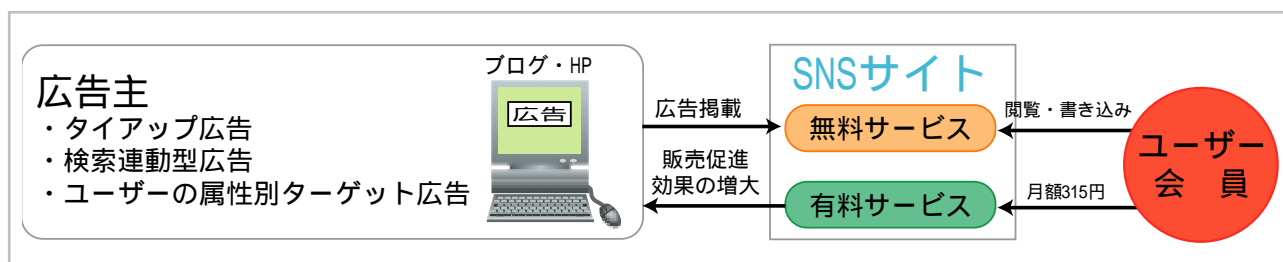 広告主
・タイアップ広告
・検索連動型広告
・ユーザーの属性別ターゲット広告
ブログ・HP
広告
広告掲載
販売促進
効果の増大
SNSサイト
無料サービス
有料サービス
閲覧・書き込み
月額315円
ユーザー
会　員